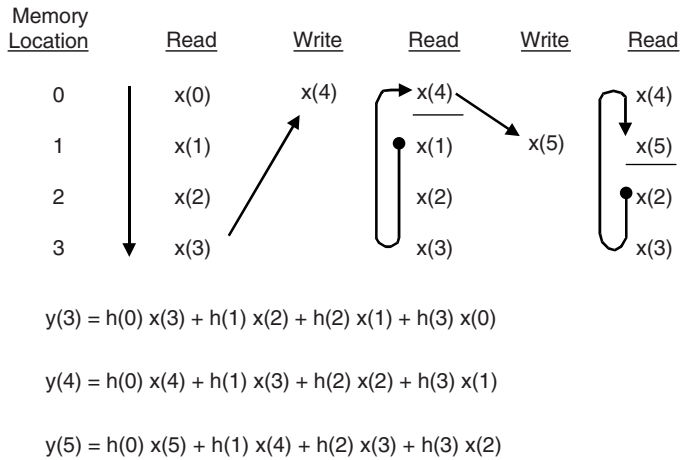 Memory
Location Read Write Read Write Read
0 x(0) x(4) x(4) x(4)
1 x(1) x(1) x(5) x(5)
2 x(2) x(2) x(2)
3 x(3) x(3) x(3)
y(3) = h(0) x(3) + h(1) x(2) + h(2) x(1) + h(3) x(0)
y(4) = h(0) x(4) + h(1) x(3) + h(2) x(2) + h(3) x(1)
y(5) = h(0) x(5) + h(1) x(4) + h(2) x(3) + h(3) x(2)